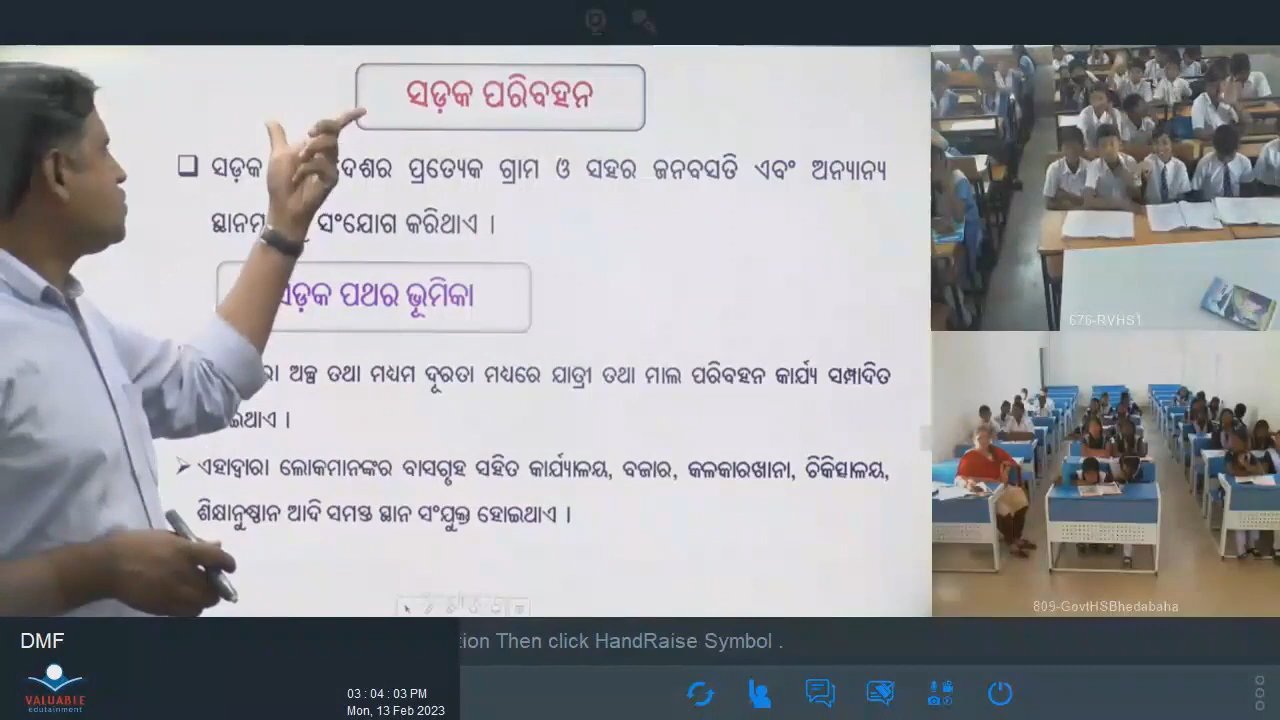 ସଡ଼କ ପରିବହନ
❑ ସଡ଼କ ଦେଶର ପ୍ରତ୍ୟେକ ଗ୍ରାମ ଓ ସହର ଜନବସତି ଏବଂ ଅନ୍ୟାନ୍ୟ
ସଂଯୋଗ କରିଥାଏ ।
ସଡ଼କ ପଥର ଭୂମିକା
ଅଳ୍ପ ତଥା ମଧ୍ୟମ ଦୂରତା ମଧ୍ୟରେ ଯାତ୍ରୀ ତଥା ମାଲ ପରିବହନ କାର୍ଯ୍ୟ ସମ୍ପାଦିତ
➢ ଏହାଦ୍ୱାରା ଲୋକମାନଙ୍କର ବାସଗୃହ ସହିତ କାର୍ଯ୍ୟାଳୟ, ବଜାର, କଳକାରଖାନା, ଚିକିତ୍ସାଳୟ,
ଶିକ୍ଷାନୁଷ୍ଠାନ ଆଦି ସମସ୍ତ ସ୍ଥାନ ସଂଯୁକ୍ତ ହୋଇଥାଏ ।
676-RVHS1
809-GovtHSBhedabaha
DMF
tion Then click HandRaise Symbol .
VALUABLE
edutainment
03 : 04 : 03 PM
Mon, 13 Feb 2023